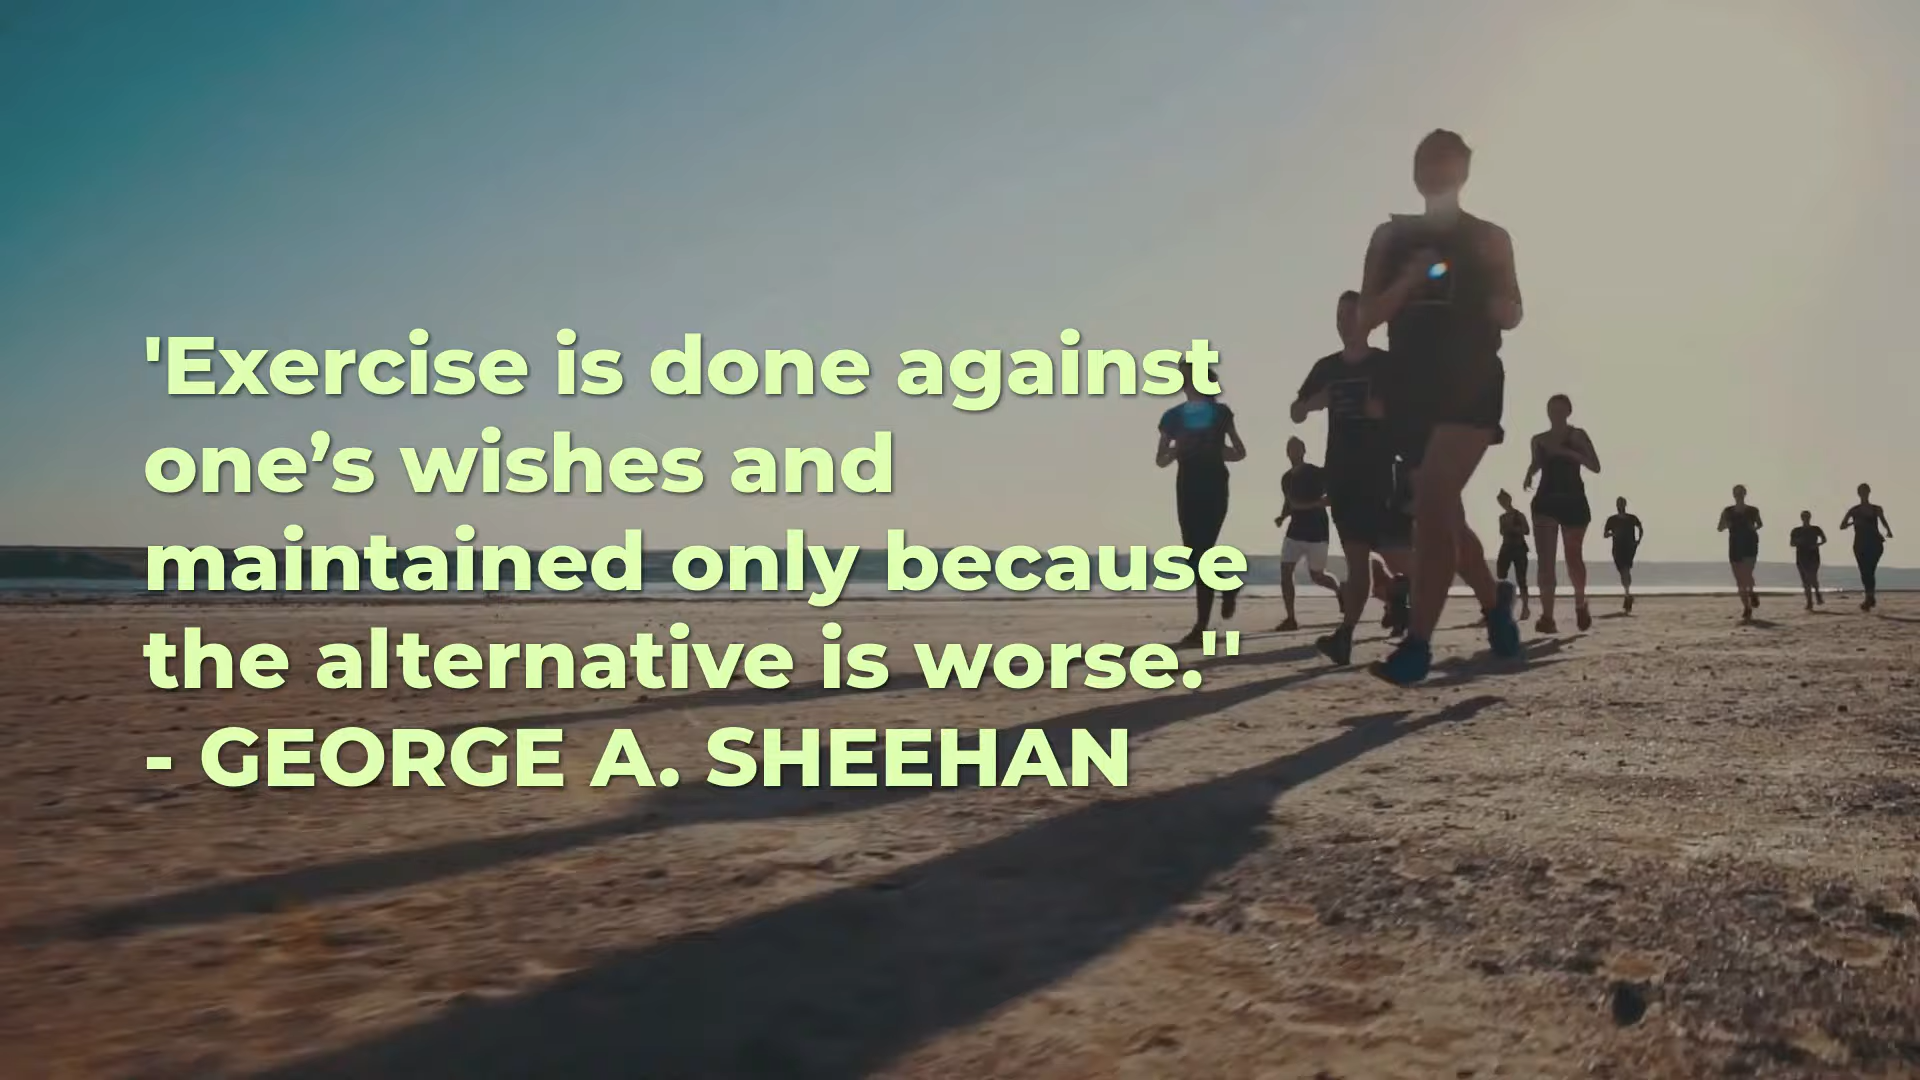 'Exercise is done against
one’s wishes and
maintained only because
the alternative is worse.''
- GEORGE A. SHEEHAN